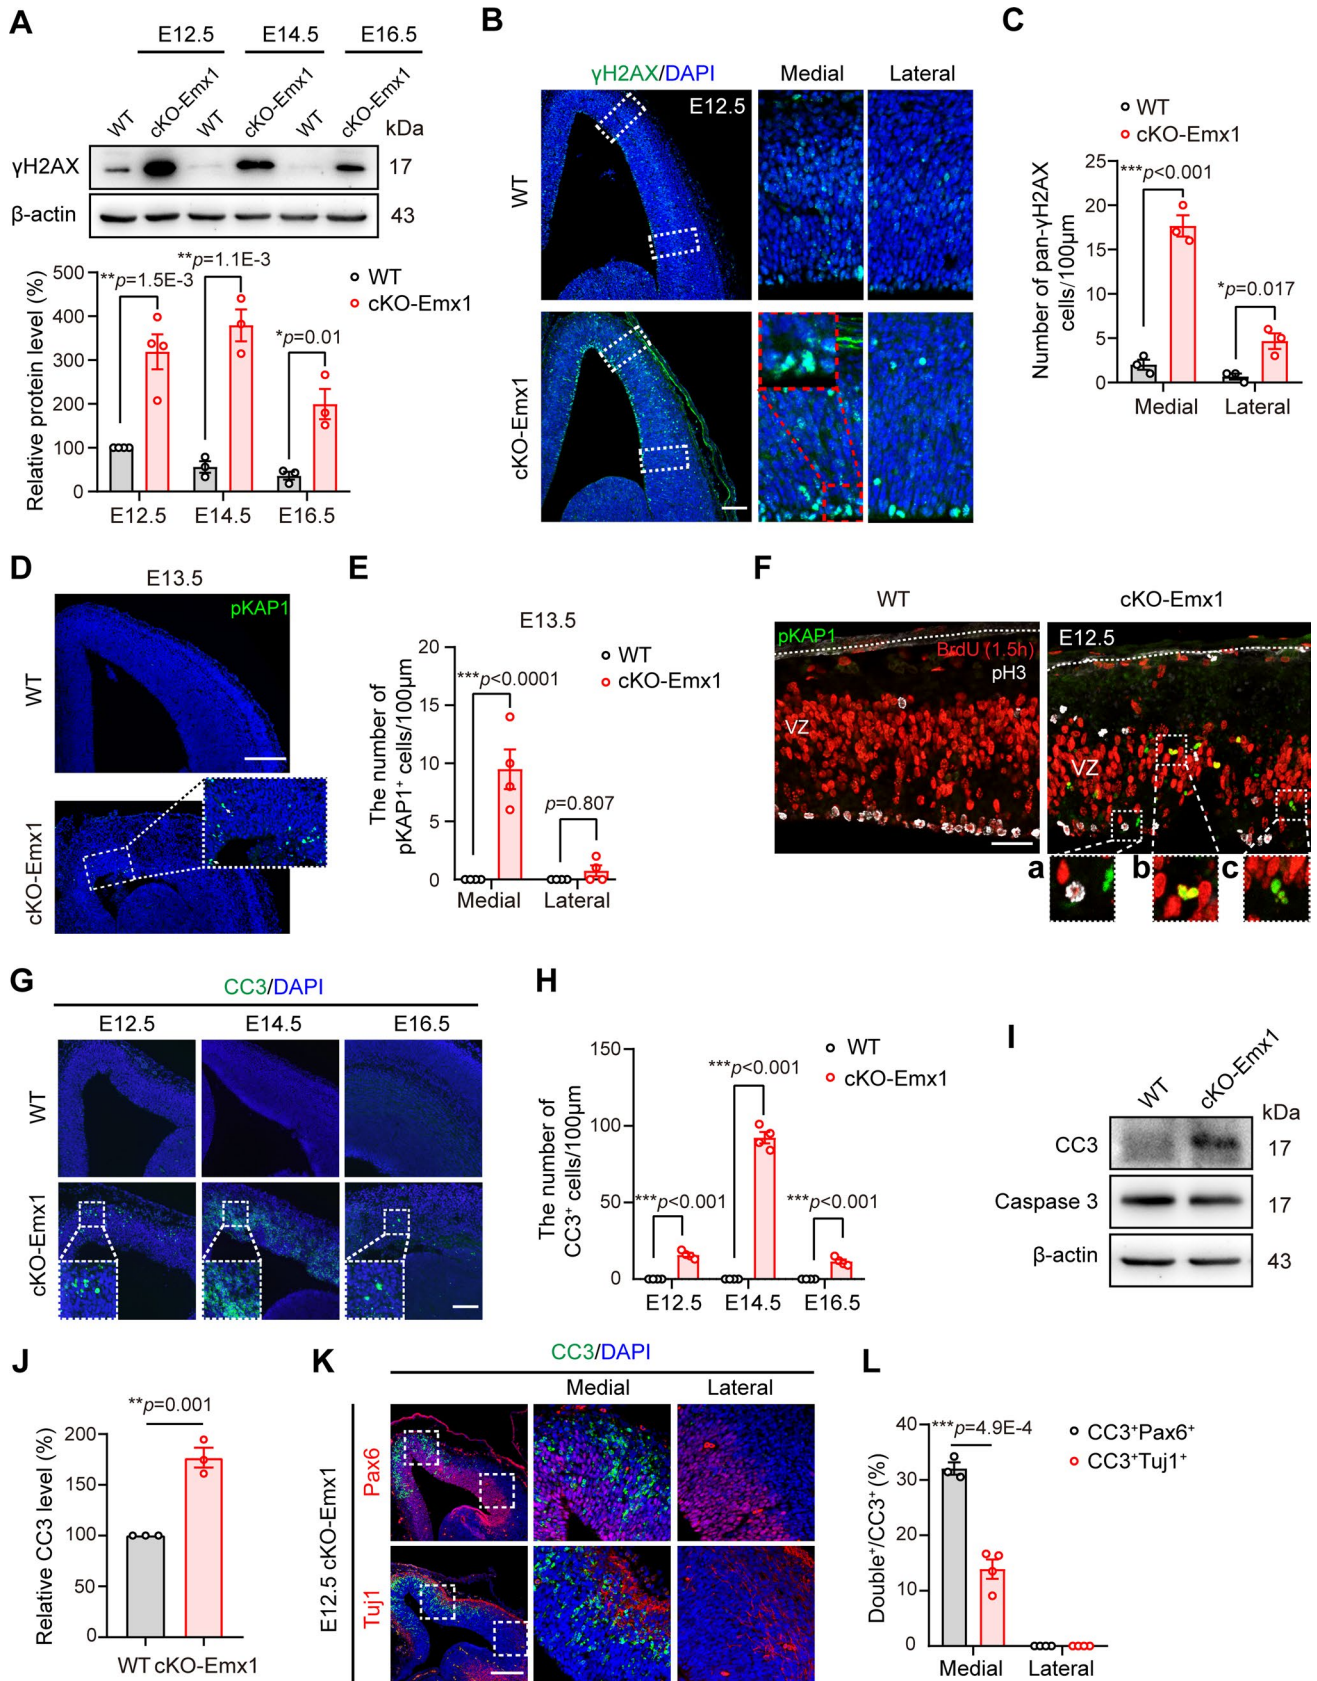 A
E12.5 E14.5 E16.5
WT cKO-Emx1 WT cKO-Emx1 WT cKO-Emx1 kDa
γH2AX 17
β-actin 43
Relative protein level (%)
500
400
300
200
100
0
**p=1.5E-3
**p=1.1E-3
*p=0.01
WT
cKO-Emx1
E12.5 E14.5 E16.5
B
γH2AX/DAPI Medial Lateral
E12.5
WT
cKO-Emx1
C
WT
cKO-Emx1
Number of pan-γH2AX
cells/100μm
25
20
15
10
5
0
***p<0.001
*p=0.017
Medial Lateral
D
E13.5
pKAP1
WT
cKO-Emx1
E
E13.5
The number of
pKAP1⁺ cells/100μm
20
15
10
5
0
***p<0.0001
p=0.807
WT
cKO-Emx1
Medial Lateral
F
WT cKO-Emx1
pKAP1
BrdU (1.5h)
pH3
VZ
E12.5
VZ
a b c
G
CC3/DAPI
E12.5 E14.5 E16.5
WT
cKO-Emx1
H
The number of
CC3⁺ cells/100μm
150
100
50
0
***p<0.001
***p<0.001
***p<0.001
WT
cKO-Emx1
E12.5 E14.5 E16.5
I
WT cKO-Emx1 kDa
CC3 17
Caspase 3 17
β-actin 43
J
Relative CC3 level (%)
200
150
100
50
0
**p=0.001
WT cKO-Emx1
K
CC3/DAPI
Medial Lateral
E12.5 cKO-Emx1
Pax6
Tuj1
L
Double⁺/CC3⁺ (%)
40
30
20
10
0
***p=4.9E-4
CC3⁺Pax6⁺
CC3⁺Tuj1⁺
Medial Lateral